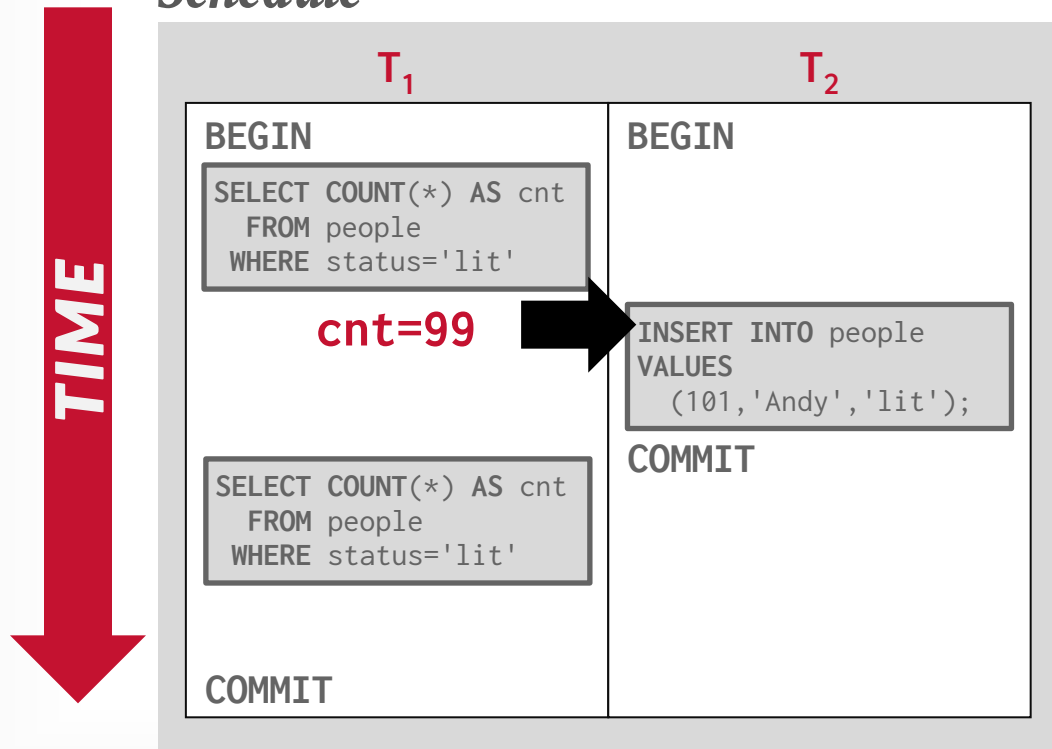 Schedule
TIME
T1
T2
BEGIN
SELECT COUNT(*) AS cnt
FROM people
WHERE status='lit'
cnt=99
SELECT COUNT(*) AS cnt
FROM people
WHERE status='lit'
COMMIT
BEGIN
INSERT INTO people
VALUES
(101,'Andy','lit');
COMMIT